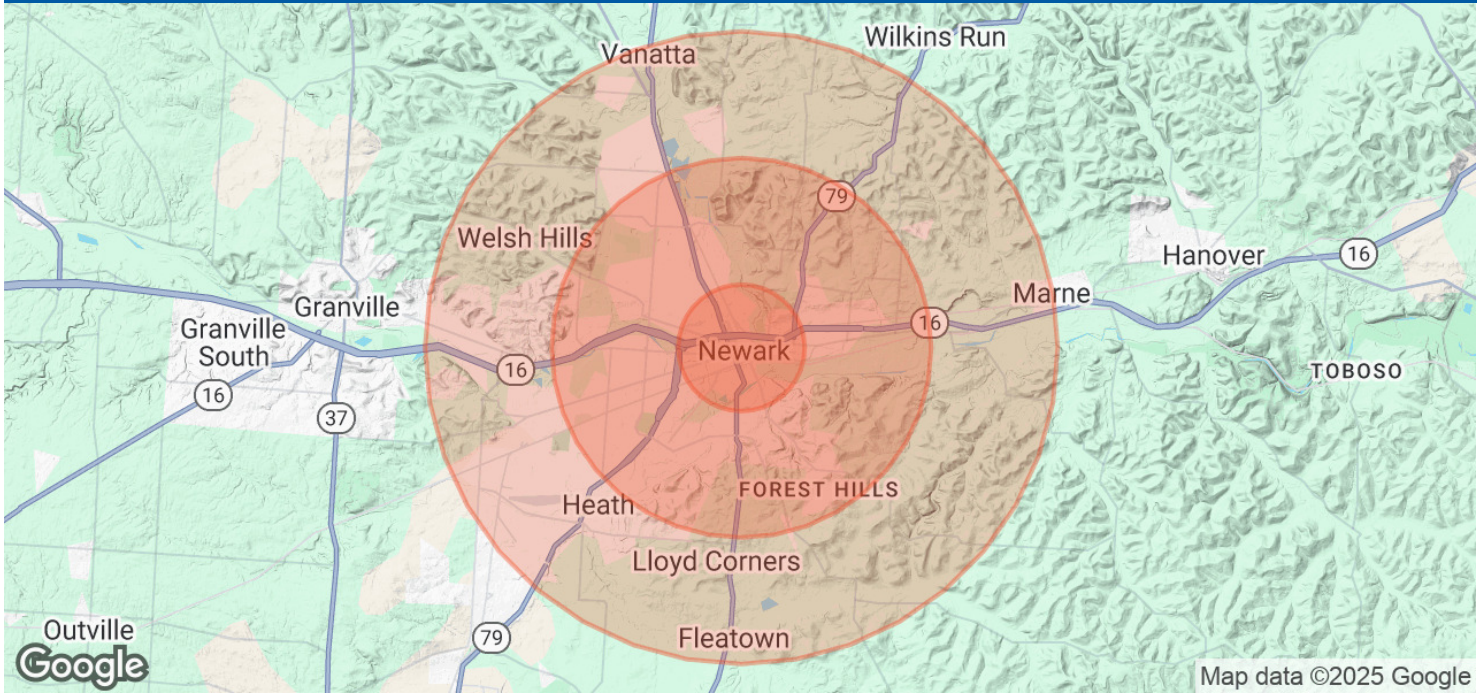 Wilkins Run
Vanatta
79
Welsh Hills
Hanover
16
Marne
Granville
16
Granville
South
Newark
16
TOBOSO
16
37
FOREST HILLS
Heath
Lloyd Corners
Outville
79
Fleatown
Google
Map data ©2025 Google